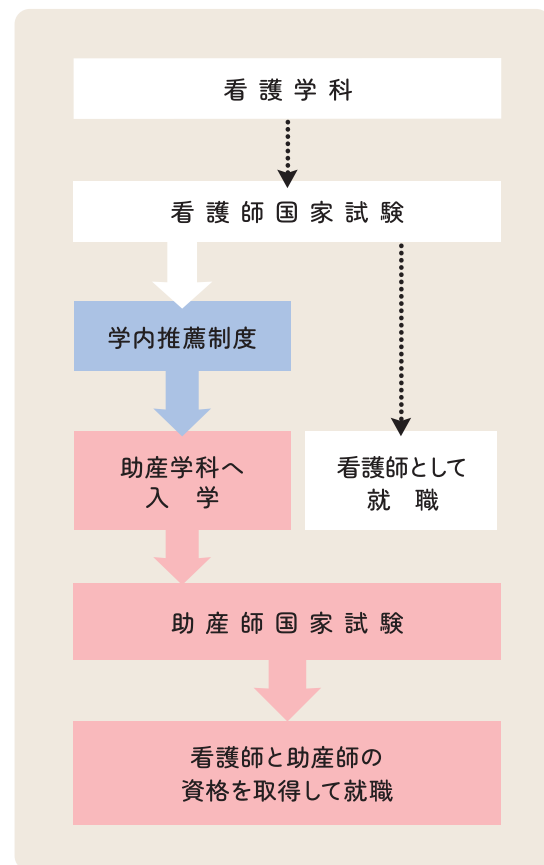 看護学科
看護師国家試験
学内推薦制度
助産学科へ
入　学
看護師として
就　職
助産師国家試験
看護師と助産師の
資格を取得して就職